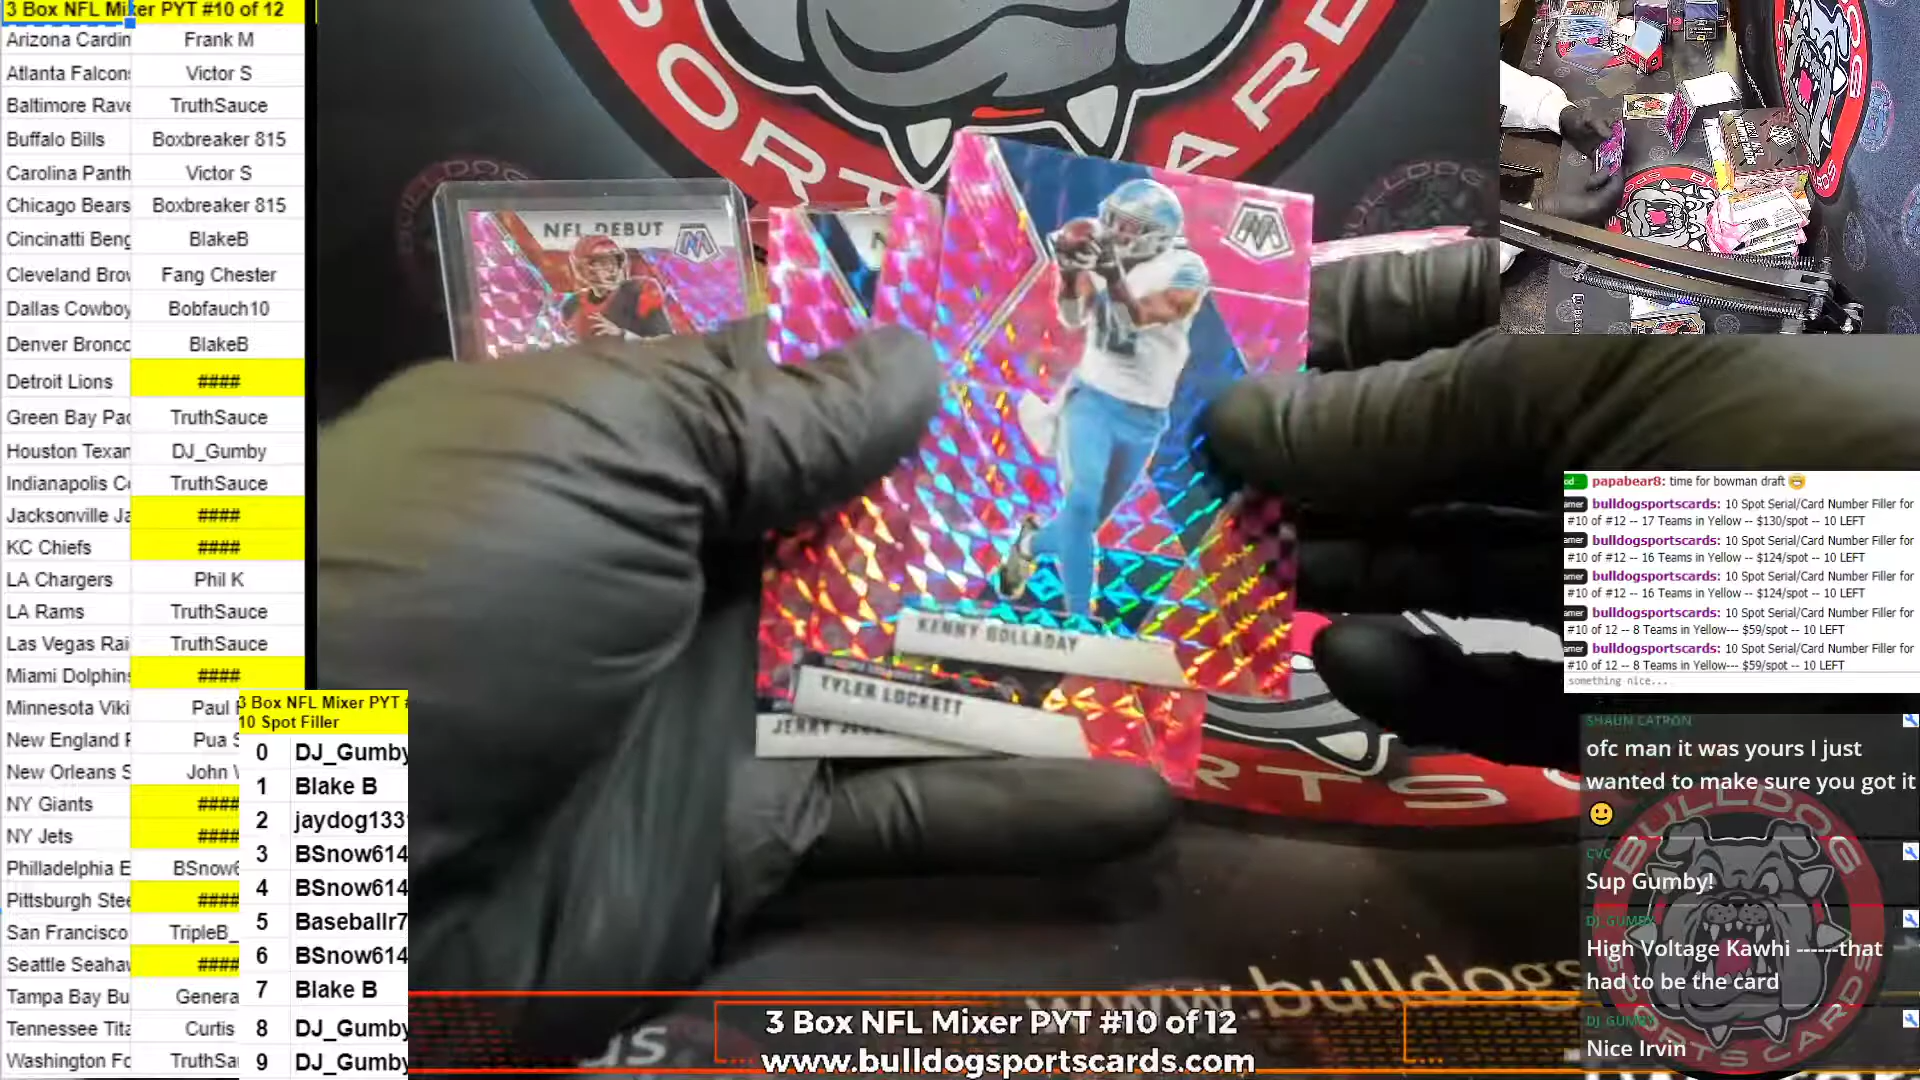 3 Box NFL Mixer PYT #10 of 12
Arizona Cardin Frank M
Atlanta Falcon Victor S
Baltimore Rave TruthSauce
Buffalo Bills Boxbreaker 815
Carolina Panth Victor S
Chicago Bears Boxbreaker 815
Cincinatti Beng BlakeB
Cleveland Bro Fang Chester
Dallas Cowboy Bobfauch10
Denver Bronco BlakeB
Detroit Lions ####
Green Bay Pac TruthSauce
Houston Texar DJ_Gumby
Indianapolis C TruthSauce
Jacksonville Ja ####
KC Chiefs ####
LA Chargers Phil K
LA Rams TruthSauce
Las Vegas Rai TruthSauce
Miami Dolphin ####
Minnesota Viki Paul
New England Pua S
New Orleans S John
NY Giants ####
NY Jets ####
Philladelphia E BSnow6
Pittsburgh Stee ####
San Francisco TripleB_
Seattle Seahav ####
Tampa Bay Bu Genera
Tennessee Tita Curtis
Washington Fo TruthSa
3 Box NFL Mixer PYT #
10 Spot Filler
0 DJ_Gumby
1 Blake B
2 jaydog133
3 BSnow614
4 BSnow614
5 Baseballr7
6 BSnow614
7 Blake B
8 DJ_Gumby
9 DJ_Gumby
SPORTS CARDS
NFL DEBUT
KENNY GOLLADAY
TYLER LOCKETT
JERRY
RTS
www.bulldogs
3 Box NFL Mixer PYT #10 of 12
www.bulldogsportscards.com
papabear8: time for bowman draft
bulldogsportscards: 10 Spot Serial/Card Number Filler for
#10 of #12 -- 17 Teams in Yellow -- $130/spot -- 10 LEFT
bulldogsportscards: 10 Spot Serial/Card Number Filler for
#10 of #12 -- 16 Teams in Yellow -- $124/spot -- 10 LEFT
bulldogsportscards: 10 Spot Serial/Card Number Filler for
#10 of #12 -- 16 Teams in Yellow -- $124/spot -- 10 LEFT
bulldogsportscards: 10 Spot Serial/Card Number Filler for
#10 of 12 -- 8 Teams in Yellow--- $59/spot -- 10 LEFT
bulldogsportscards: 10 Spot Serial/Card Number Filler for
#10 of 12 -- 8 Teams in Yellow--- $59/spot -- 10 LEFT
something nice...
SHAUN CATRON
ofc man it was yours I just
wanted to make sure you got it
CVC
Sup Gumby!
DJ GUMBY
High Voltage Kawhi ------that
had to be the card
DJ GUMBY
Nice Irvin
BULLDOG
SPORTS CARDS